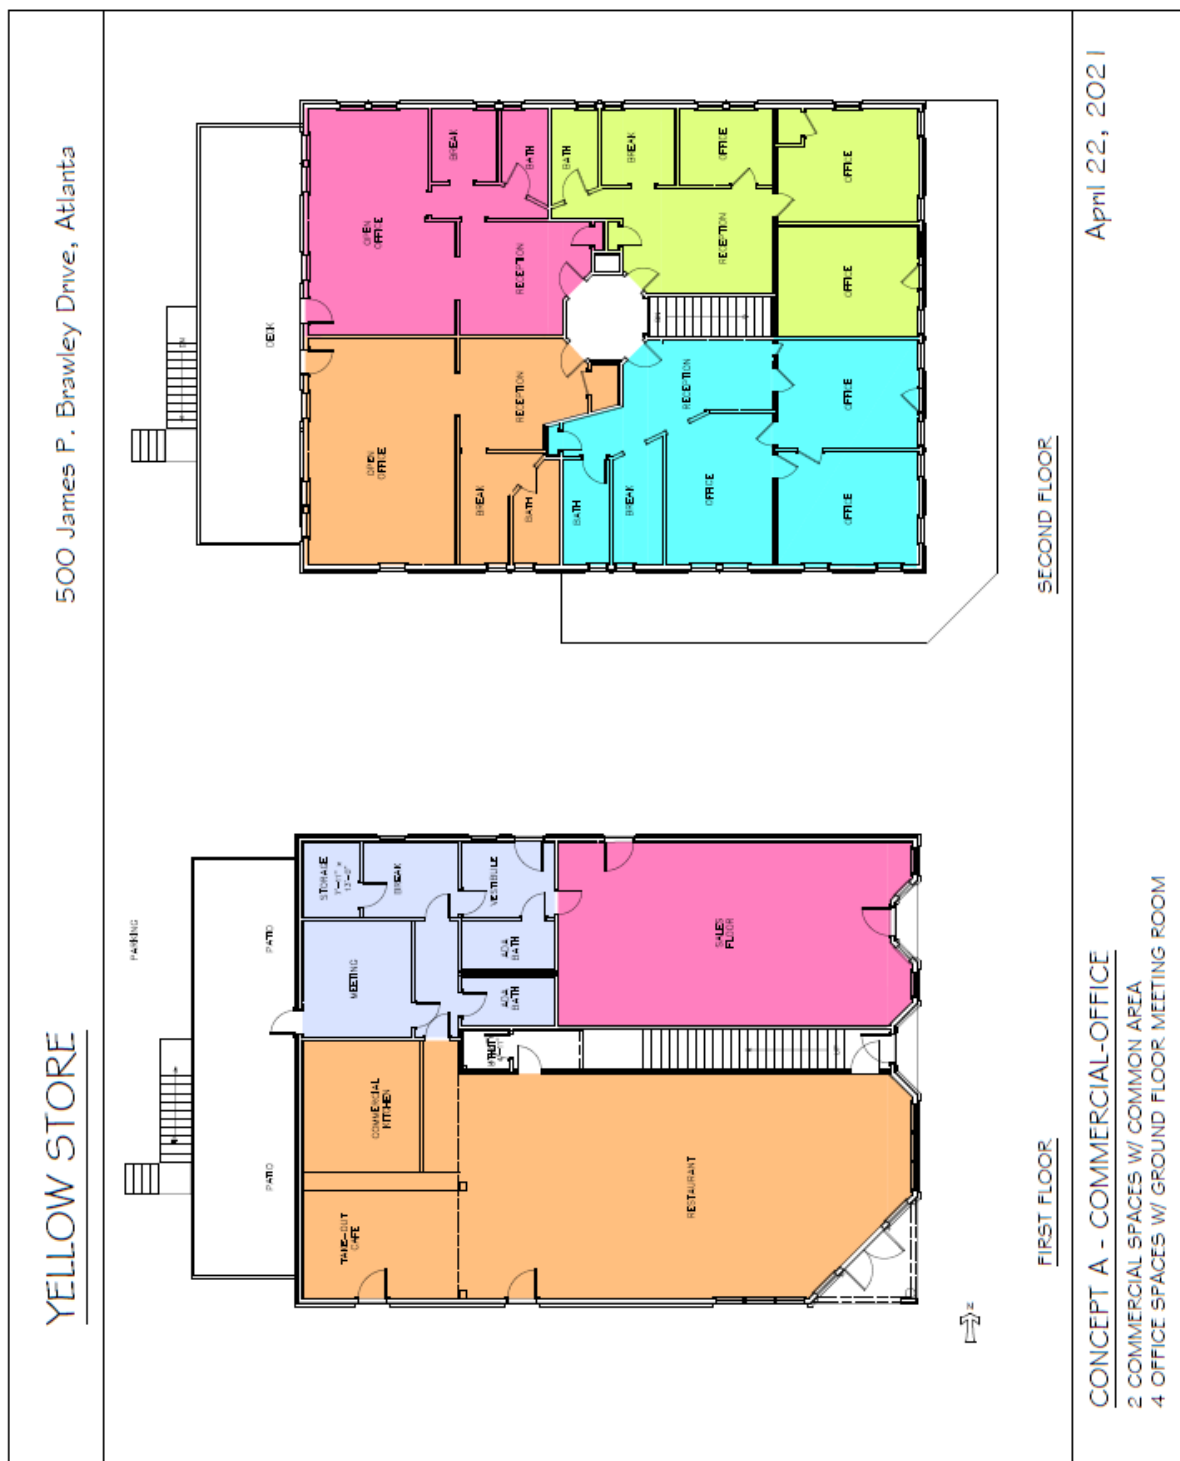 YELLOW STORE
500 James P. Brawley Drive, Atlanta
PARKING
PATIO
PATIO
TAKE-OUT
CAFE
COMMERCIAL
KITCHEN
MEETING
STORAGE
BREAK
VESTIBULE
ADA
BATH
ADA
BATH
RESTAURANT
SALES
FLOOR
UP
N
FIRST FLOOR
DN
DECK
OPEN
OFFICE
OPEN
OFFICE
BREAK
BATH
RECEPTION
RECEPTION
BREAK
BATH
BATH
BREAK
OFFICE
RECEPTION
DN
RECEPTION
BATH
BREAK
OFFICE
OFFICE
OFFICE
OFFICE
OFFICE
SECOND FLOOR
CONCEPT A - COMMERCIAL-OFFICE
2 COMMERCIAL SPACES W/ COMMON AREA
4 OFFICE SPACES W/ GROUND FLOOR MEETING ROOM
April 22, 2021